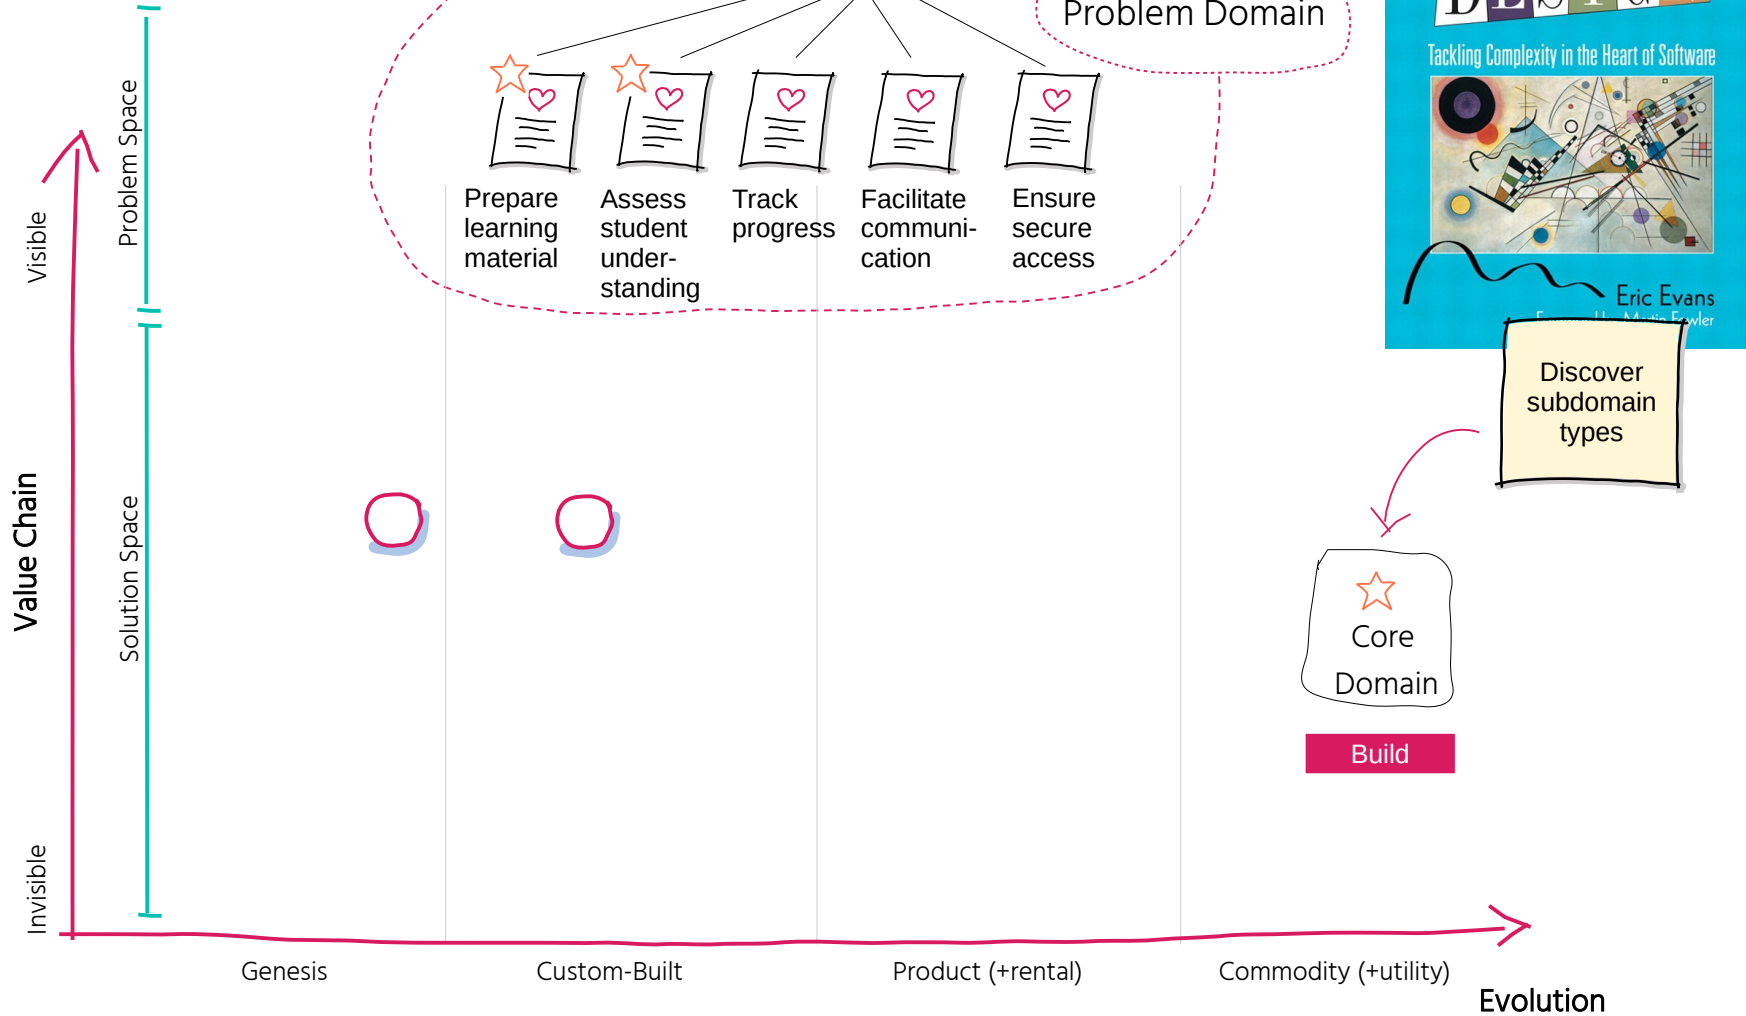 Problem Domain
Tackling Complexity in the Heart of Software
Eric Evans
Problem Space
Visible
Prepare
learning
material
Assess
student
under-
standing
Track
progress
Facilitate
communi-
cation
Ensure
secure
access
Discover
subdomain
types
Value Chain
Solution Space
Core
Domain
Build
Invisible
Genesis
Custom-Built
Product (+rental)
Commodity (+utility)
Evolution